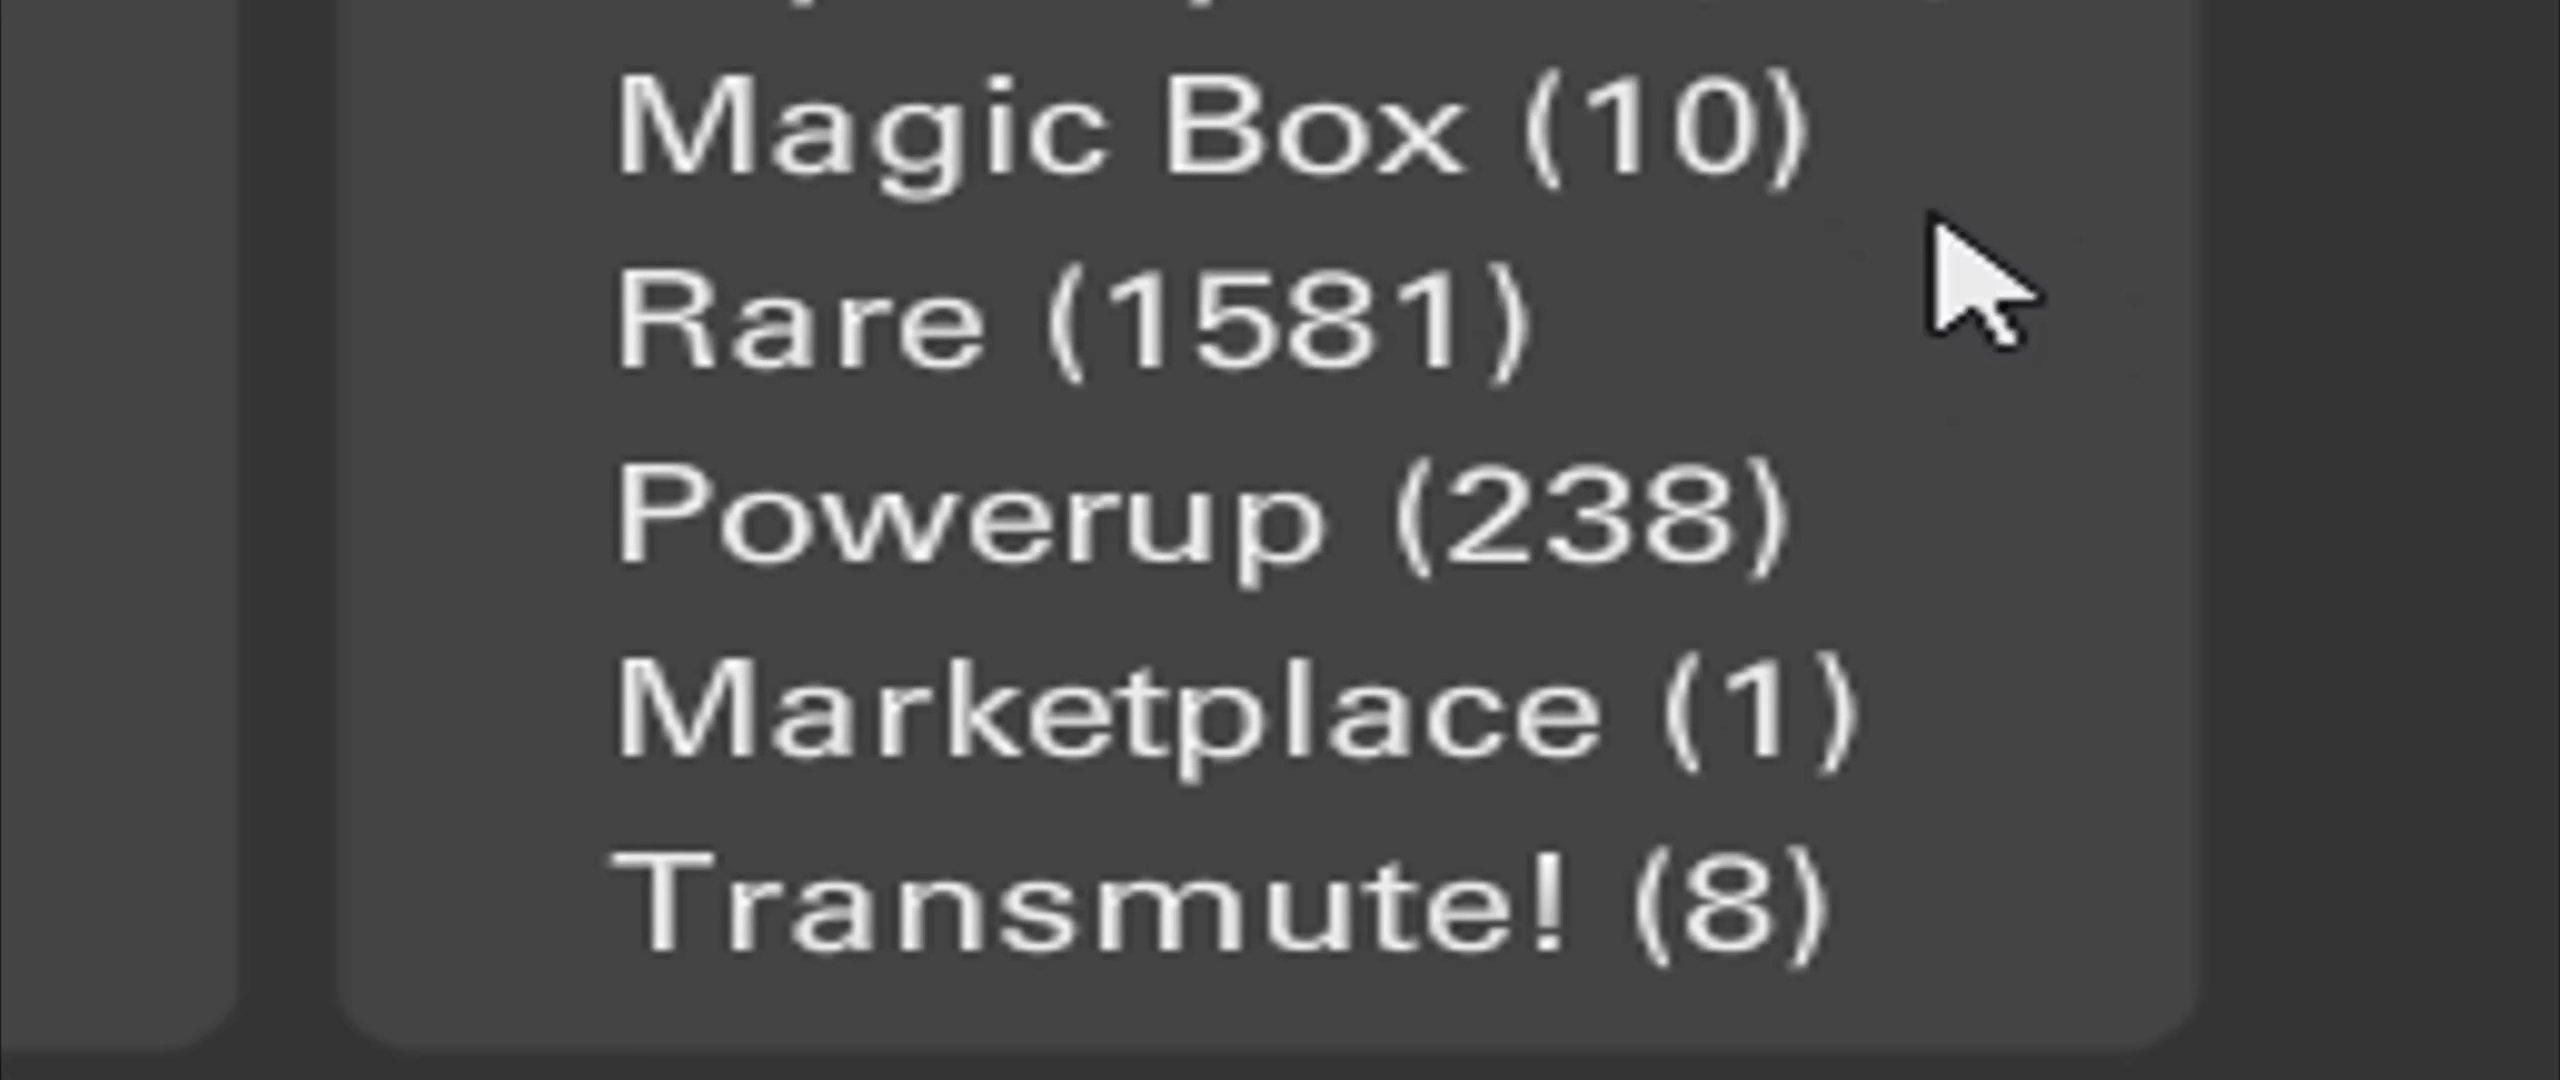 Magic Box (10)
Rare (1581)
Powerup (238)
Marketplace (1)
Transmute! (8)